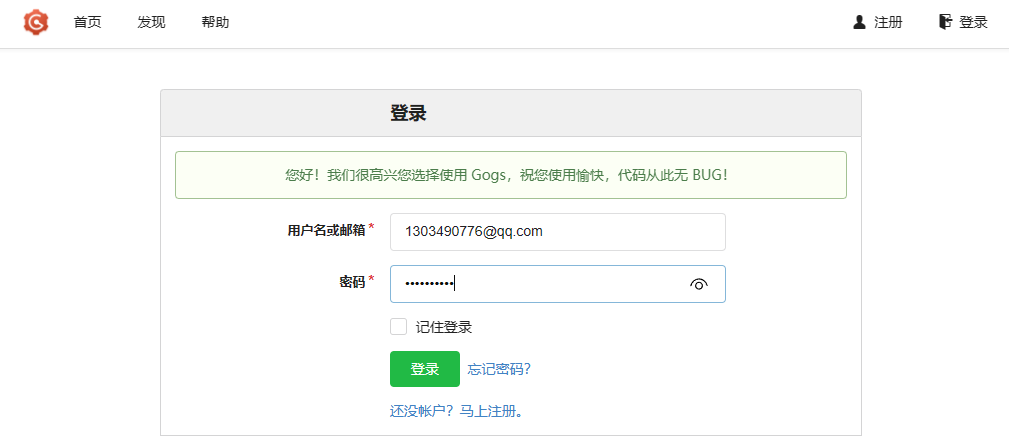 首页 发现 帮助 注册 登录
登录
您好！我们很高兴您选择使用 Gogs，祝您使用愉快，代码从此无 BUG！
用户名或邮箱 * 1303490776@qq.com
密码 * ••••••••••
记住登录
登录 忘记密码？
还没帐户？马上注册。